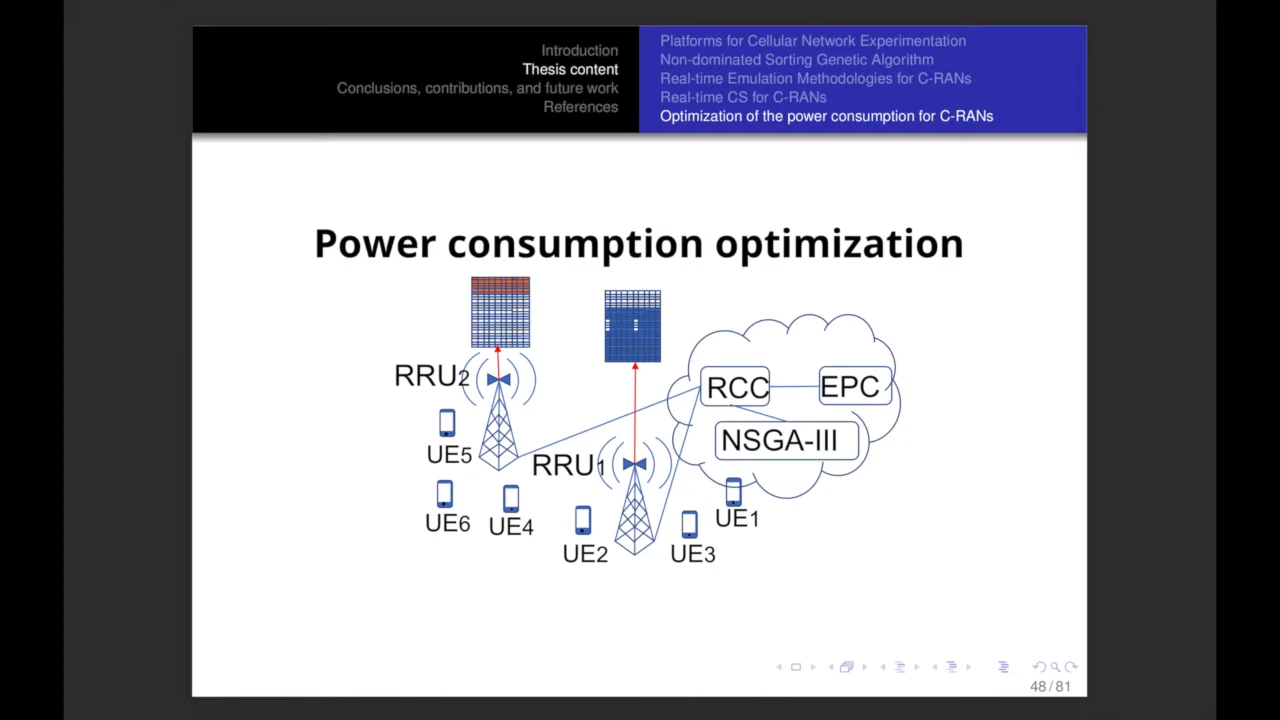 Introduction
Thesis content
Conclusions, contributions, and future work
References
Platforms for Cellular Network Experimentation
Non-dominated Sorting Genetic Algorithm
Real-time Emulation Methodologies for C-RANs
Real-time CS for C-RANs
Optimization of the power consumption for C-RANs
Power consumption optimization
RRU2
RCC
EPC
NSGA-III
UE5
RRU1
UE6
UE4
UE1
UE2
UE3
48 / 81